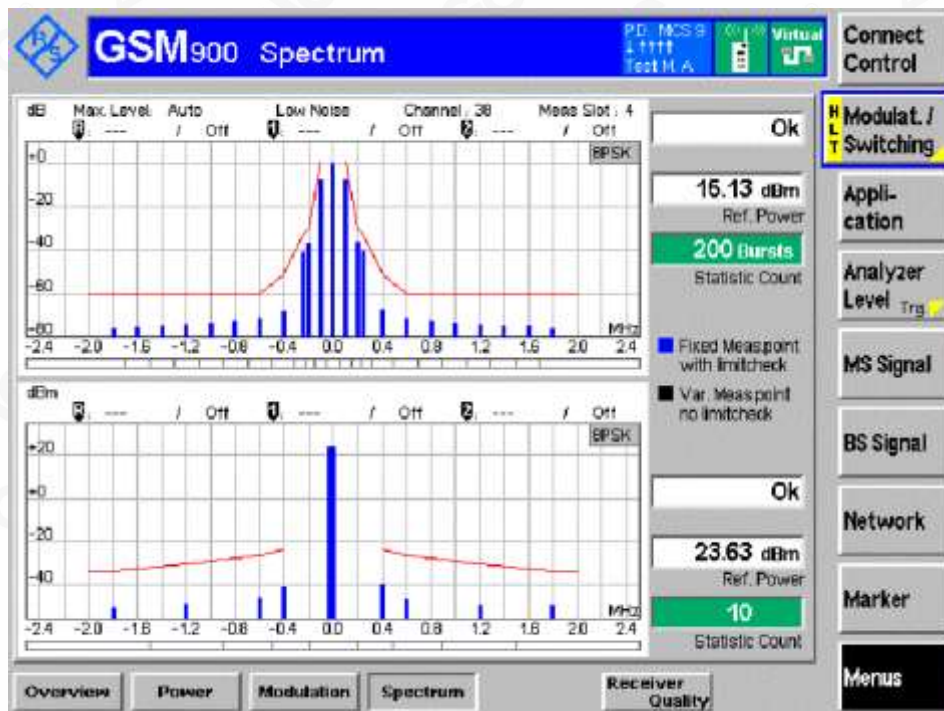 GSM900 Spectrum
P.D. MCS 9
Test M. A
Virtual
Connect Control
dB Max. Level: Auto Low Noise Channel: 38 Meas Slot: 4
--- / Off --- / Off --- / Off
8PSK
+0
-20
-40
-60
-80
MHz
-2.4 -2.0 -1.6 -1.2 -0.8 -0.4 0.0 0.4 0.8 1.2 1.6 2.0 2.4
Ok
15.13 dBm
Ref. Power
200 Bursts
Statistic Count
Fixed Meas.point
with limitcheck
Var. Meas.point
no limitcheck
dBm
--- / Off --- / Off --- / Off
8PSK
+20
+0
-20
-40
MHz
-2.4 -2.0 -1.6 -1.2 -0.8 -0.4 0.0 0.4 0.8 1.2 1.6 2.0 2.4
Ok
23.63 dBm
Ref. Power
10
Statistic Count
HLT
Modulat. /
Switching
Appli-
cation
Analyzer
Level Trg
MS Signal
BS Signal
Network
Marker
Menus
Overview Power Modulation Spectrum Receiver
Quality